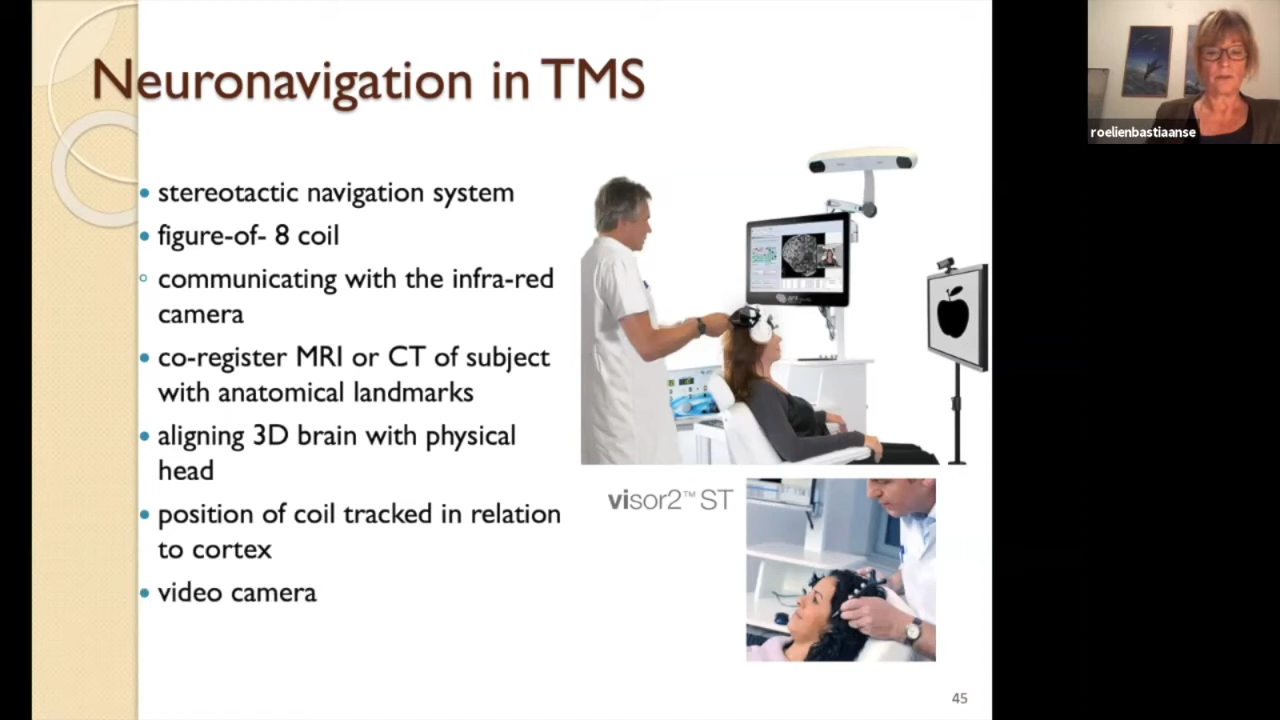 Neuronavigation in TMS
• stereotactic navigation system
• figure-of- 8 coil
◦ communicating with the infra-red
camera
• co-register MRI or CT of subject
with anatomical landmarks
• aligning 3D brain with physical
head
• position of coil tracked in relation
to cortex
• video camera
visor2™ ST
45
roelienbastiaanse